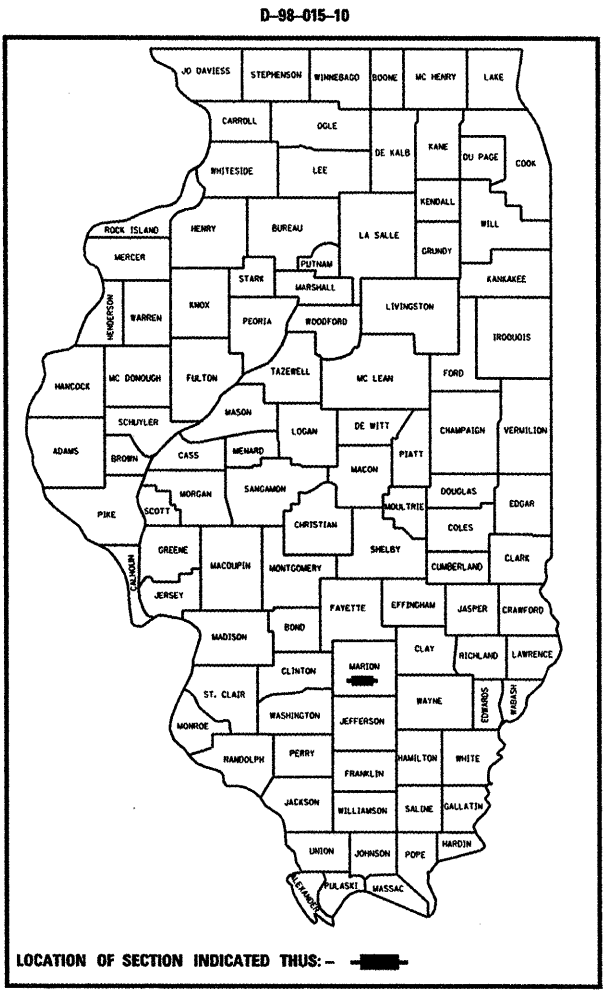 D-98-015-10
JO DAVIESS
STEPHENSON
WINNEBAGO
BOONE
MC HENRY
LAKE
CARROLL
OGLE
DE KALB
KANE
DU PAGE
COOK
WHITESIDE
LEE
KENDALL
WILL
ROCK ISLAND
HENRY
BUREAU
LA SALLE
GRUNDY
MERCER
PUTNAM
STARK
MARSHALL
KANKAKEE
HENDERSON
WARREN
KNOX
PEORIA
WOODFORD
LIVINGSTON
IROQUOIS
HANCOCK
MC DONOUGH
FULTON
TAZEWELL
MC LEAN
FORD
SCHUYLER
MASON
LOGAN
DE WITT
CHAMPAIGN
VERMILION
ADAMS
BROWN
CASS
MENARD
MACON
PIATT
PIKE
SCOTT
MORGAN
SANGAMON
CHRISTIAN
MOULTRIE
DOUGLAS
EDGAR
COLES
CALHOUN
GREENE
MACOUPIN
MONTGOMERY
SHELBY
CUMBERLAND
CLARK
JERSEY
FAYETTE
EFFINGHAM
JASPER
CRAWFORD
MADISON
BOND
CLAY
RICHLAND
LAWRENCE
CLINTON
MARION
ST. CLAIR
WAYNE
EDWARDS
WABASH
MONROE
WASHINGTON
JEFFERSON
RANDOLPH
PERRY
HAMILTON
WHITE
FRANKLIN
JACKSON
WILLIAMSON
SALINE
GALLATIN
UNION
JOHNSON
POPE
HARDIN
ALEXANDER
PULASKI
MASSAC
LOCATION OF SECTION INDICATED THUS: -